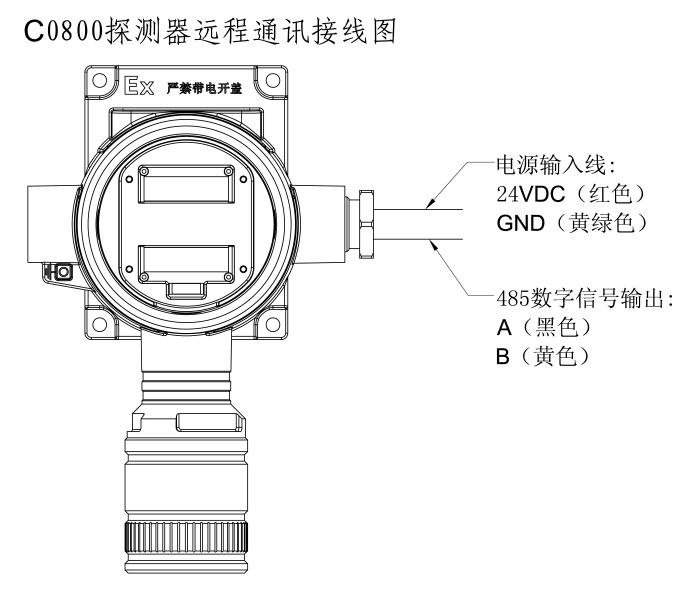 C0800探测器远程通讯接线图
Ex 严禁带电开盖
电源输入线:
24VDC（红色）
GND（黄绿色）
485数字信号输出:
A（黑色）
B（黄色）